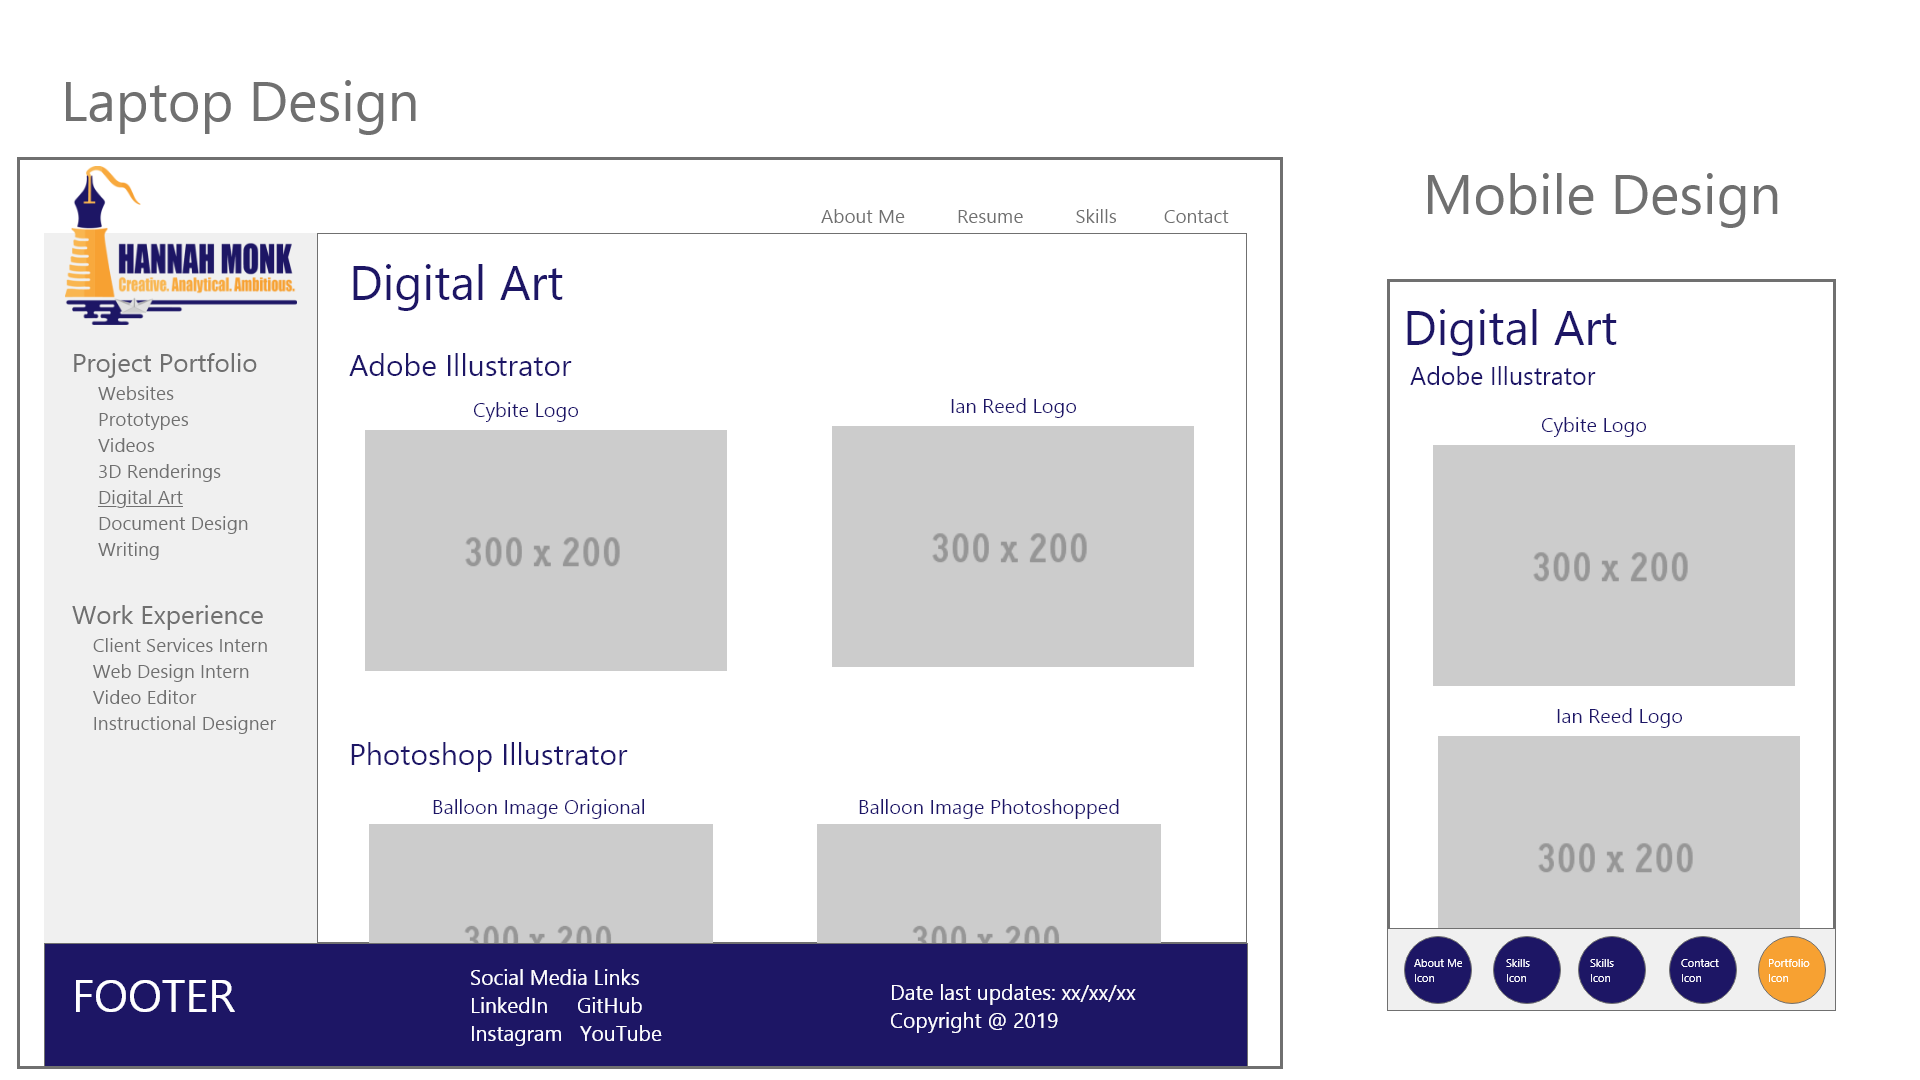 Laptop Design
HANNAH MONK
Creative. Analytical. Ambitious.
About Me Resume Skills Contact
Project Portfolio
Websites
Prototypes
Videos
3D Renderings
Digital Art
Document Design
Writing
Work Experience
Client Services Intern
Web Design Intern
Video Editor
Instructional Designer
Digital Art
Adobe Illustrator
Cybite Logo
Ian Reed Logo
300 x 200
300 x 200
Photoshop Illustrator
Balloon Image Origional
Balloon Image Photoshopped
300 x 200
300 x 200
FOOTER
Social Media Links
LinkedIn GitHub
Instagram YouTube
Date last updates: xx/xx/xx
Copyright @ 2019
Mobile Design
Digital Art
Adobe Illustrator
Cybite Logo
300 x 200
Ian Reed Logo
300 x 200
About Me
Icon
Skills
Icon
Skills
Icon
Contact
Icon
Portfolio
Icon